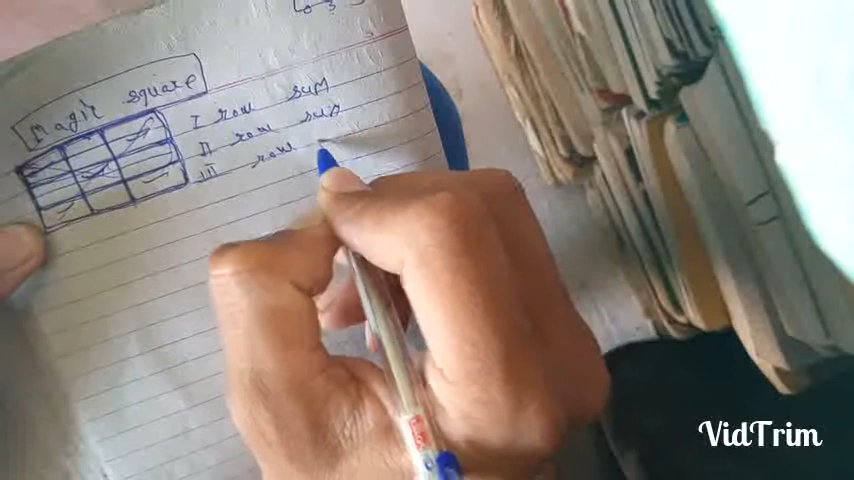 Magic square
I row sum
II row sum
III row
VidTrim